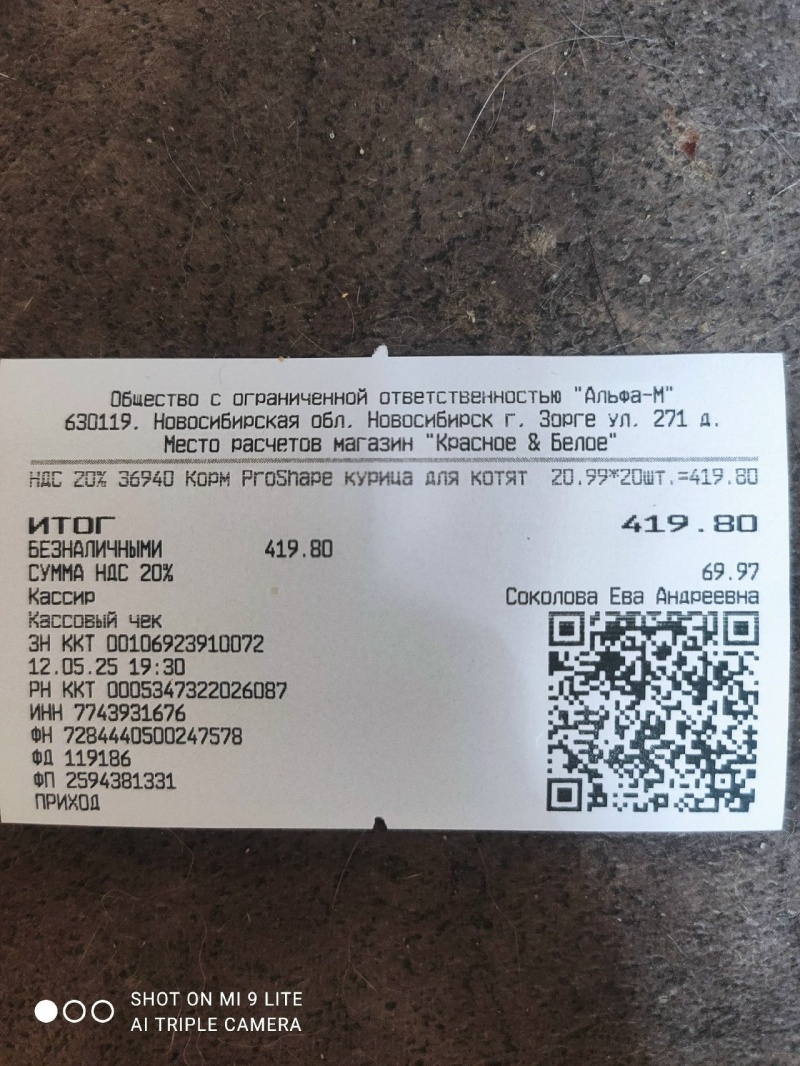 Общество с ограниченной ответственностью "Альфа-М"
630119. Новосибирская обл. Новосибирск г. Зорге ул. 271 д.
Место расчетов магазин "Красное & Белое"
НДС 20% 36940 Корм ProShape курица для котят 20.99*20шт.=419.80
ИТОГ 419.80
БЕЗНАЛИЧНЫМИ 419.80
СУММА НДС 20% 69.97
Кассир Соколова Ева Андреевна
Кассовый чек
ЗН ККТ 00106923910072
12.05.25 19:30
РН ККТ 0005347322026087
ИНН 7743931676
ФН 7284440500247578
ФД 119186
ФП 2594381331
ПРИХОД
SHOT ON MI 9 LITE
AI TRIPLE CAMERA